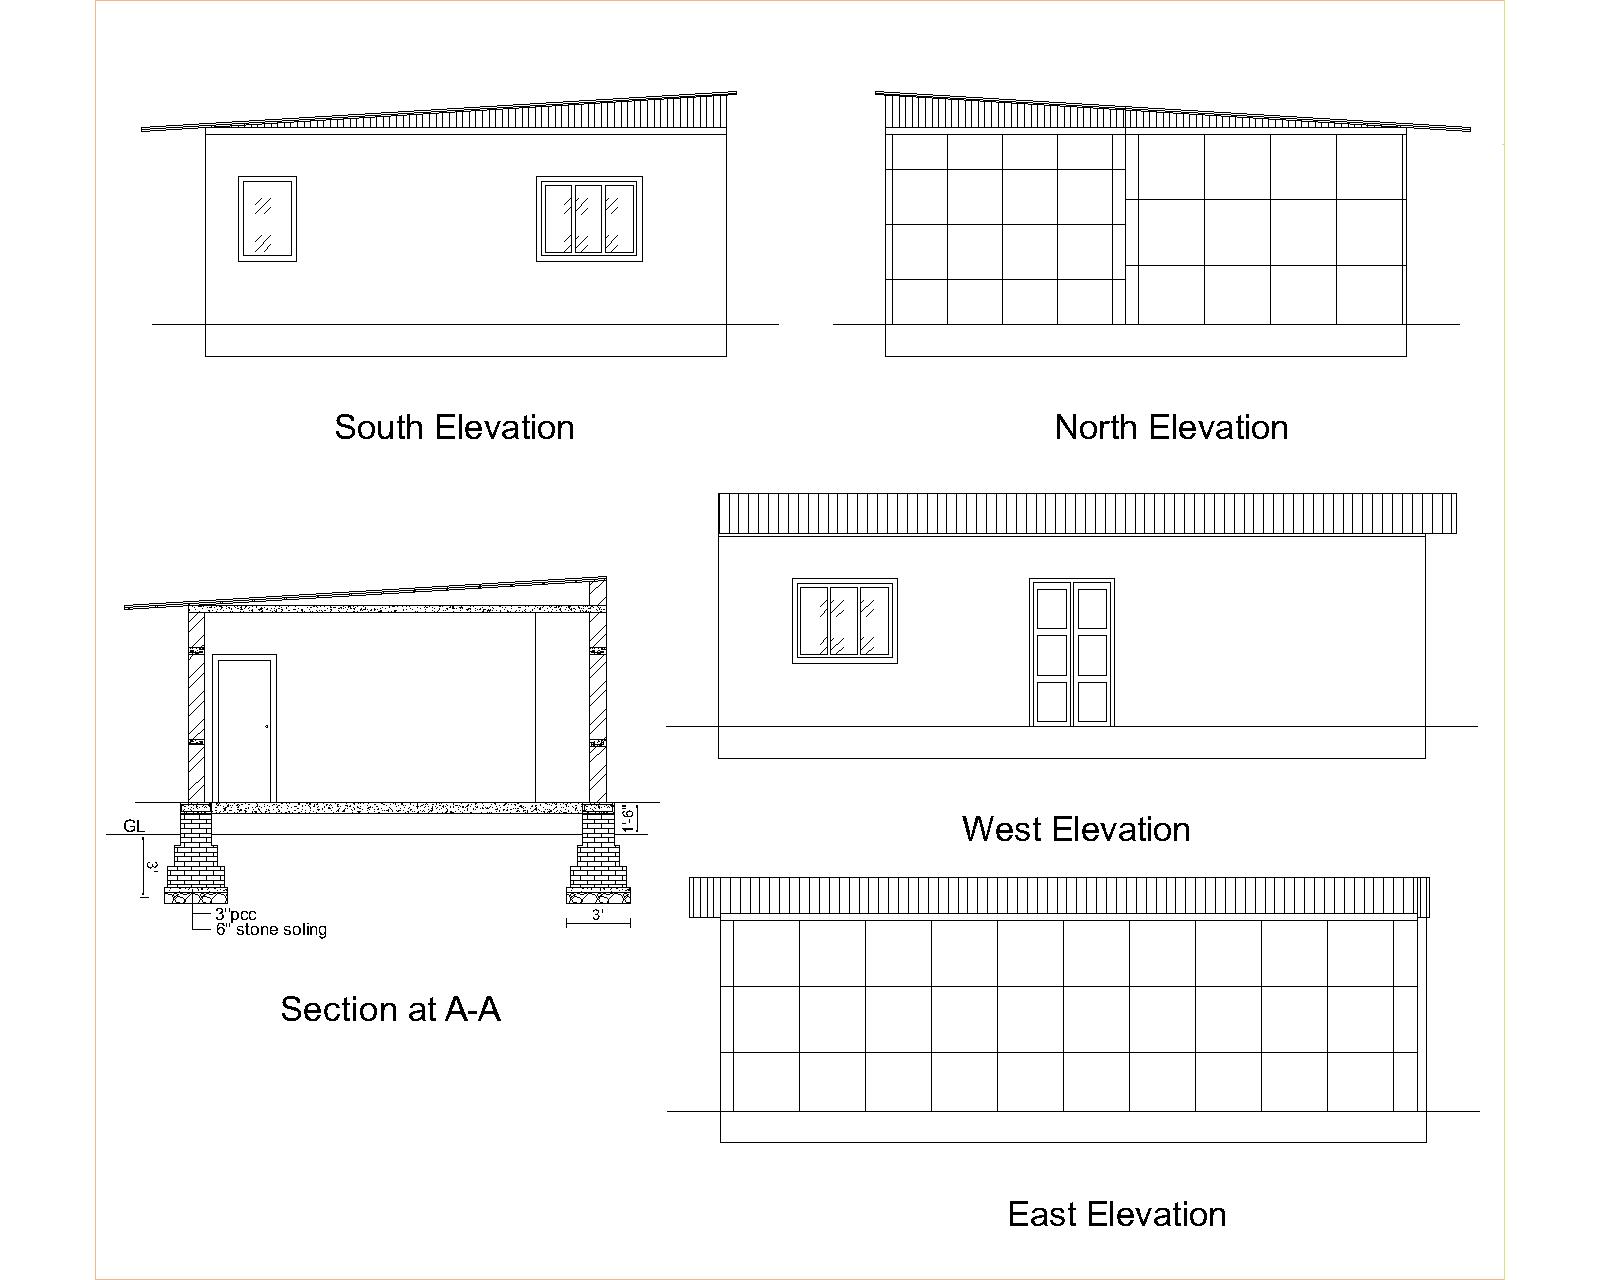 South Elevation
North Elevation
GL
1'-6"
3'
3"pcc
6" stone soling
3'
West Elevation
Section at A-A
East Elevation